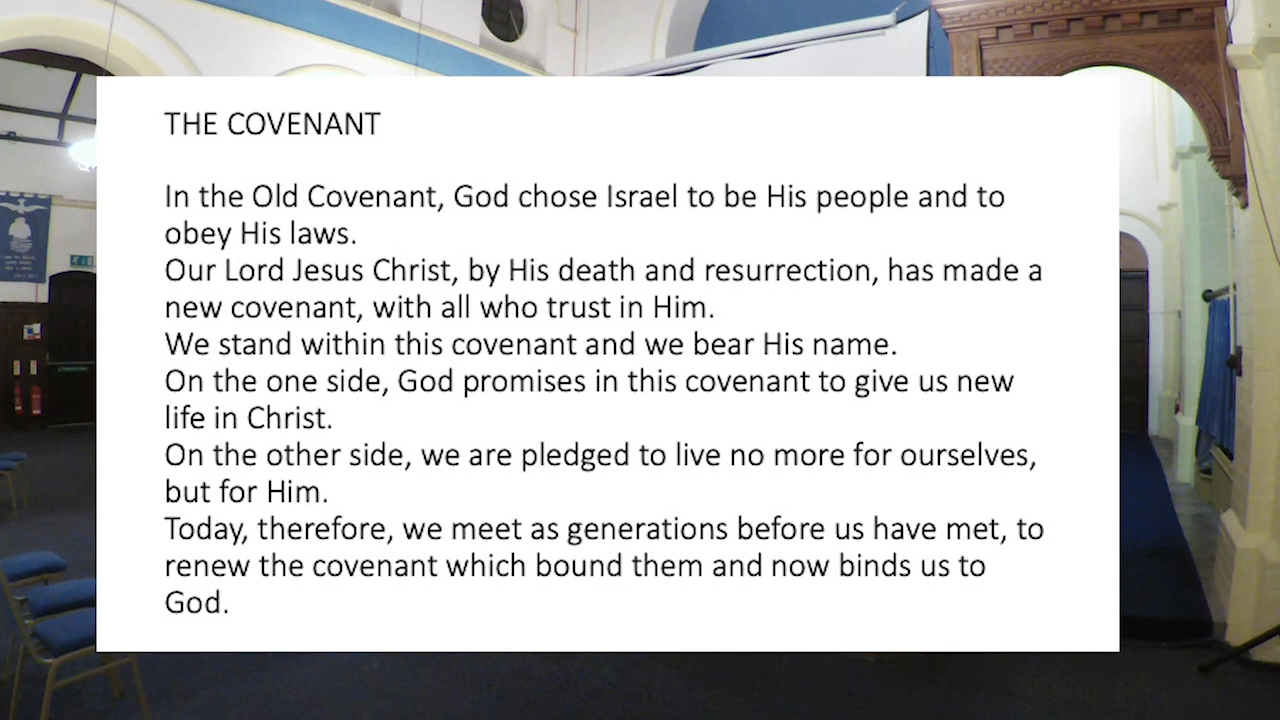 THE COVENANT
In the Old Covenant, God chose Israel to be His people and to
obey His laws.
Our Lord Jesus Christ, by His death and resurrection, has made a
new covenant, with all who trust in Him.
We stand within this covenant and we bear His name.
On the one side, God promises in this covenant to give us new
life in Christ.
On the other side, we are pledged to live no more for ourselves,
but for Him.
Today, therefore, we meet as generations before us have met, to
renew the covenant which bound them and now binds us to
God.